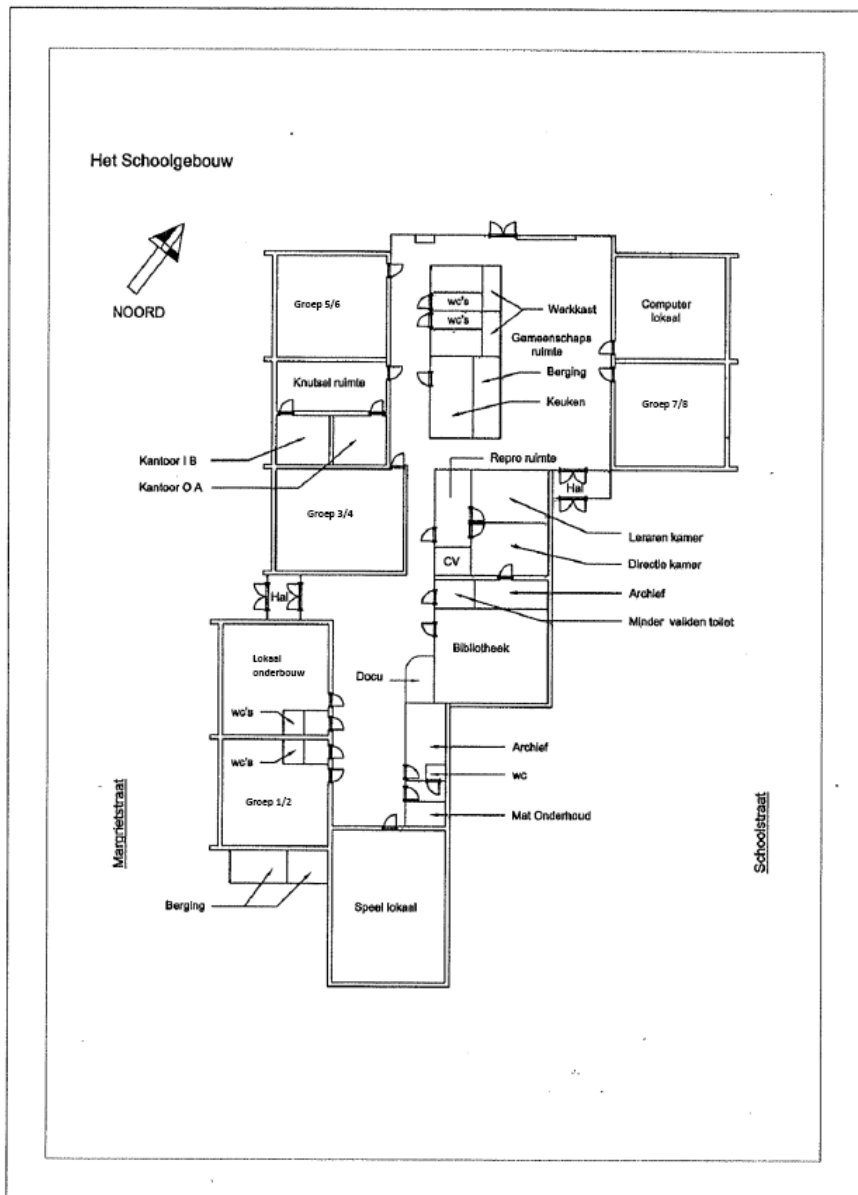 Het Schoolgebouw
NOORD
Groep 5/6
wc's
wc's
Werkkast
Computer
lokaal
Gemeenschaps
ruimte
Knutsel ruimte
Berging
Keuken
Groep 7/8
Kantoor I B
Kantoor O A
Repro ruimte
Groep 3/4
Hal
Leraren kamer
CV
Directie kamer
Hal
Archief
Minder validen toilet
Lokaal
onderbouw
Bibliotheek
Docu
wc's
wc's
Archief
wc
Groep 1/2
Mat Onderhoud
Margrietstraat
Schoolstraat
Berging
Speel lokaal